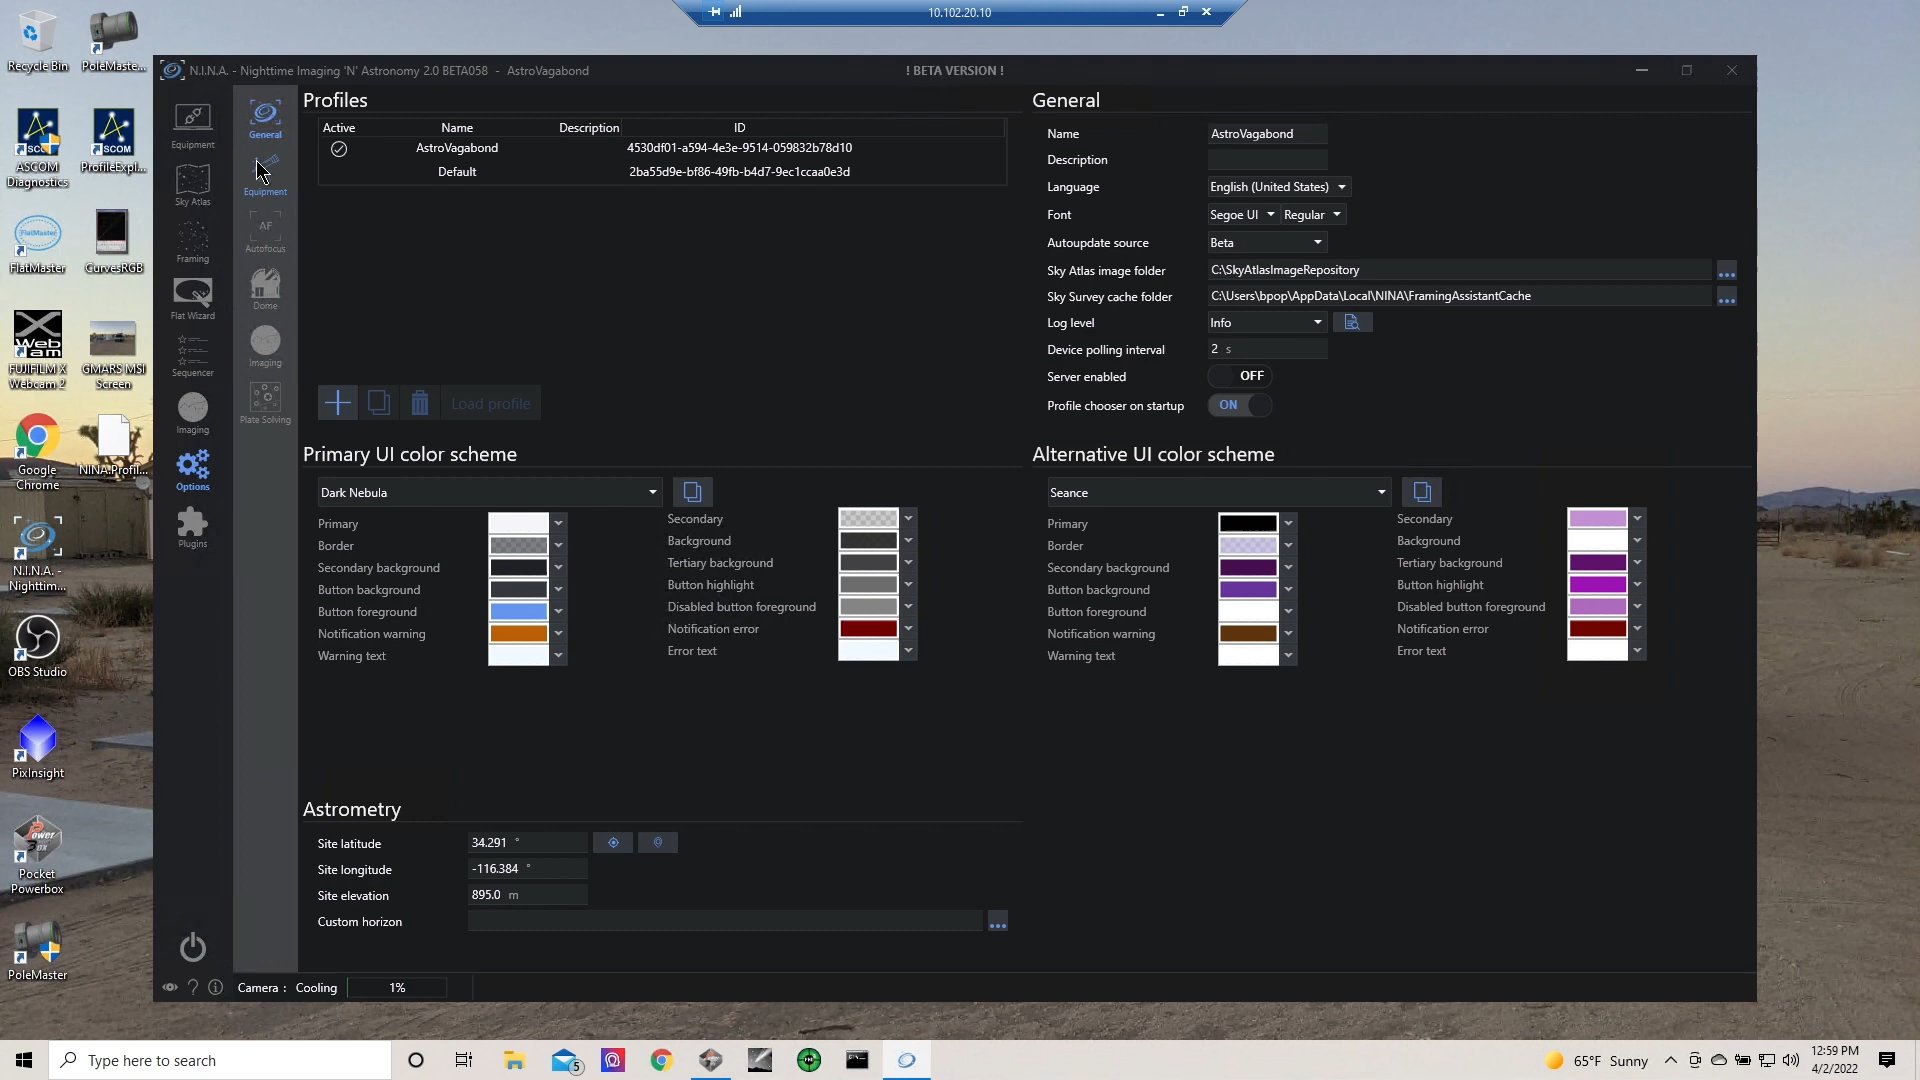 10.102.20.10
Recycle Bin
PoleMaste...
ASCOM Diagnostics
ProfileExpl...
FlatMaster
CurvesRGB
FUJIFILM X Webcam 2
GMARS MSI Screen
Google Chrome
NINA.Profil...
N.I.N.A. - Nighttim...
OBS Studio
PixInsight
Pocket Powerbox
PoleMaster
N.I.N.A. - Nighttime Imaging 'N' Astronomy 2.0 BETA058 - AstroVagabond
! BETA VERSION !
Equipment
Sky Atlas
Framing
Flat Wizard
Sequencer
Imaging
Options
Plugins
General
Equipment
AF
Autofocus
Dome
Imaging
Plate Solving
Profiles
Active Name Description ID
AstroVagabond 4530df01-a594-4e3e-9514-059832b78d10
Default 2ba55d9e-bf86-49fb-b4d7-9ec1ccaa0e3d
Load profile
General
Name AstroVagabond
Description
Language English (United States)
Font Segoe UI Regular
Autoupdate source Beta
Sky Atlas image folder C:\SkyAtlasImageRepository
Sky Survey cache folder C:\Users\bpop\AppData\Local\NINA\FramingAssistantCache
Log level Info
Device polling interval 2 s
Server enabled OFF
Profile chooser on startup ON
Primary UI color scheme
Dark Nebula
Primary Secondary
Border Background
Secondary background Tertiary background
Button background Button highlight
Button foreground Disabled button foreground
Notification warning Notification error
Warning text Error text
Alternative UI color scheme
Seance
Primary Secondary
Border Background
Secondary background Tertiary background
Button background Button highlight
Button foreground Disabled button foreground
Notification warning Notification error
Warning text Error text
Astrometry
Site latitude 34.291 °
Site longitude -116.384 °
Site elevation 895.0 m
Custom horizon
Camera : Cooling 1%
Type here to search
5
65°F Sunny
12:59 PM
4/2/2022